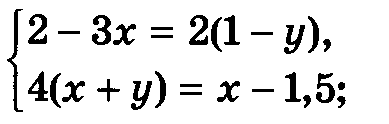 2 − 3x = 2(1 − y),
4(x + y) = x − 1,5;